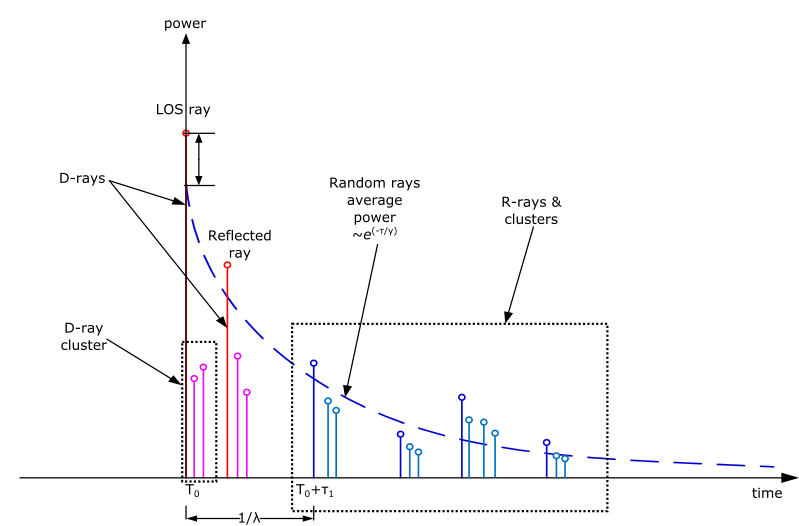 power
LOS ray
D-rays
Random rays
average
power
~e^(-τ/γ)
R-rays &
clusters
Reflected
ray
D-ray
cluster
T₀
T₀+τ₁
time
1/λ